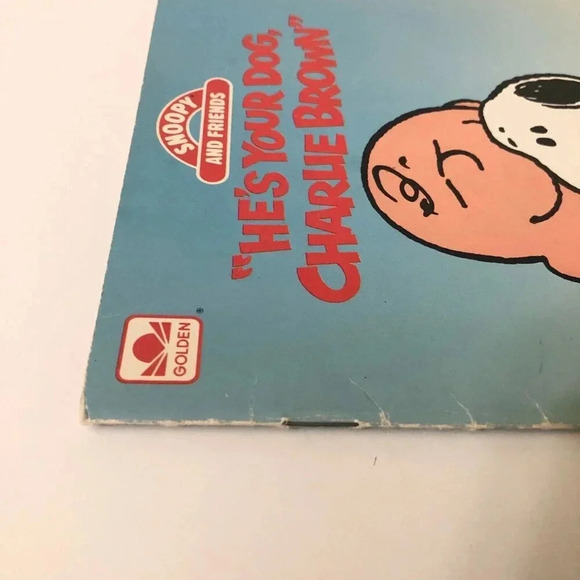 SNOOPY
AND FRIENDS
"HE'S YOUR DOG,
CHARLIE BROWN"
GOLDEN
®